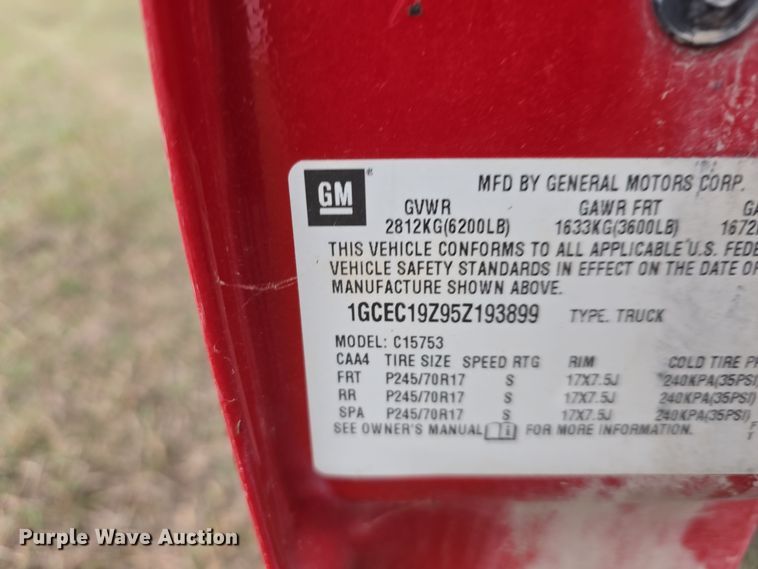 GM ® MFD BY GENERAL MOTORS CORP.
GVWR GAWR FRT GA
2812KG(6200LB) 1633KG(3600LB) 1672
THIS VEHICLE CONFORMS TO ALL APPLICABLE U.S. FEDE
VEHICLE SAFETY STANDARDS IN EFFECT ON THE DATE OF
MANUFACTURE SHOWN ABOVE.
1GCEC19Z95Z193899 TYPE. TRUCK
MODEL: C15753
CAA4 TIRE SIZE SPEED RTG RIM COLD TIRE P
FRT P245/70R17 S 17X7.5J 240KPA(35PSI)
RR P245/70R17 S 17X7.5J 240KPA(35PSI)
SPA P245/70R17 S 17X7.5J 240KPA(35PSI)
SEE OWNER'S MANUAL i FOR MORE INFORMATION.
Purple Wave Auction®